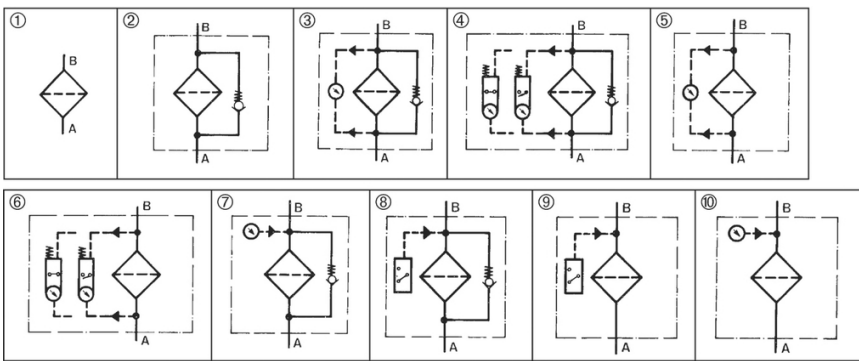 ① B A
② B A
③ B A
④ B A
⑤ B A
⑥ B A
⑦ B A
⑧ B A
⑨ B A
⑩ B A